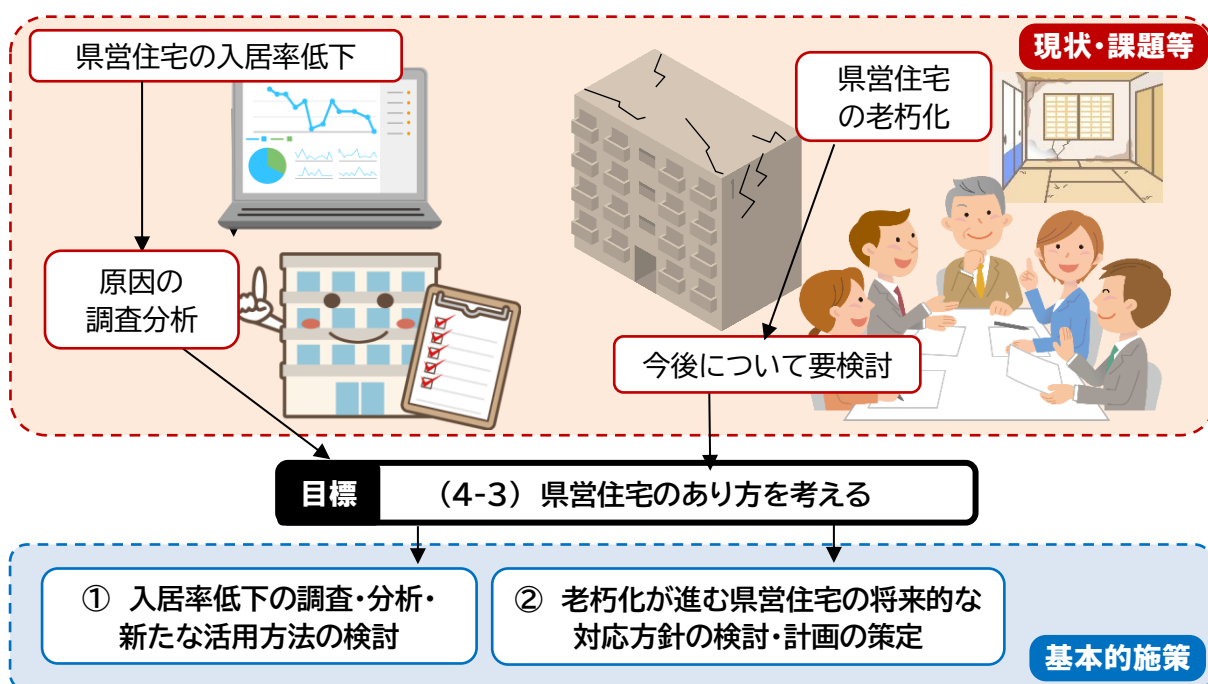 現状・課題等
県営住宅の入居率低下
県営住宅
の老朽化
原因の
調査分析
今後について要検討
目標 （4-3） 県営住宅のあり方を考える
① 入居率低下の調査・分析・
新たな活用方法の検討
② 老朽化が進む県営住宅の将来的な
対応方針の検討・計画の策定
基本的施策